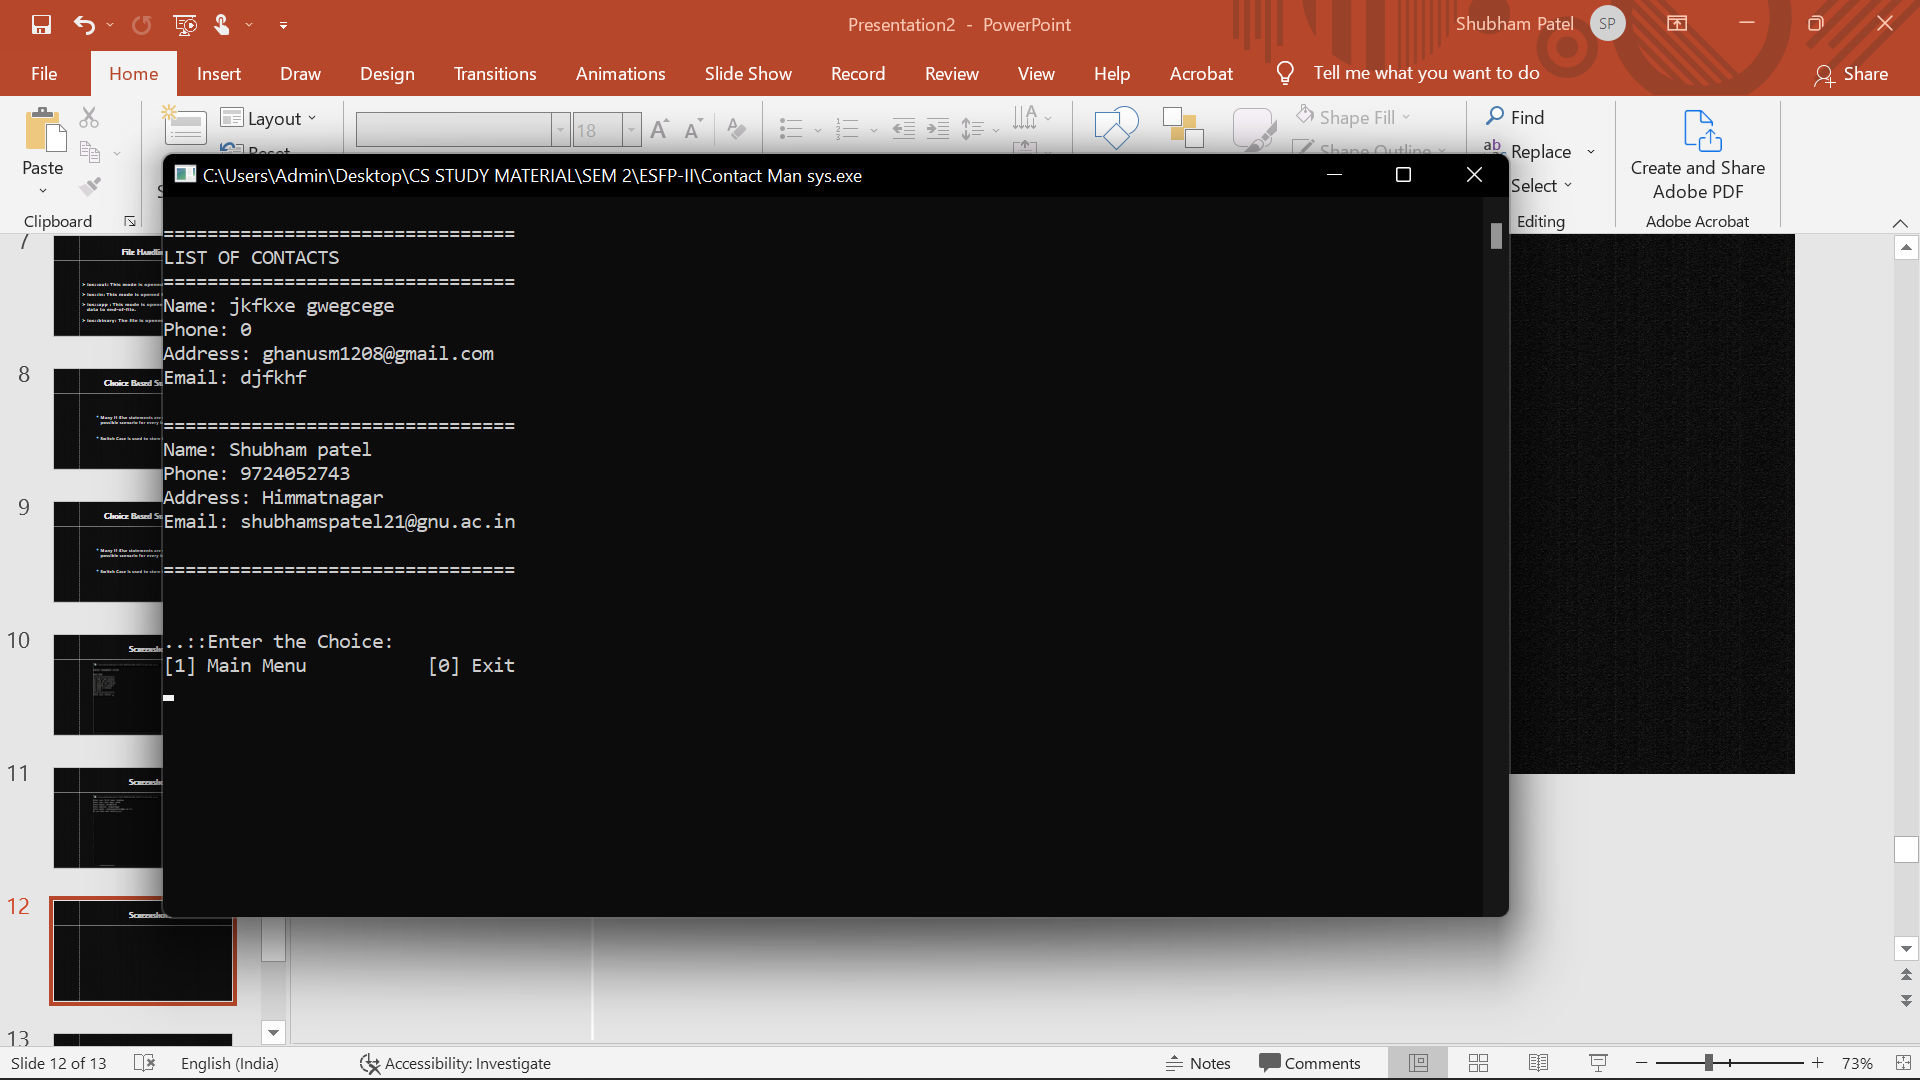 Presentation2 - PowerPoint
Shubham Patel SP
File Home Insert Draw Design Transitions Animations Slide Show Record Review View Help Acrobat Tell me what you want to do Share
Paste
Clipboard
Layout
Reset
18
Shape Fill
Shape Outline
Find
Replace
Select
Editing
Create and Share
Adobe PDF
Adobe Acrobat
C:\Users\Admin\Desktop\CS STUDY MATERIAL\SEM 2\ESFP-II\Contact Man sys.exe
================================
LIST OF CONTACTS
================================
Name: jkfkxe gwegcege
Phone: 0
Address: ghanusm1208@gmail.com
Email: djfkhf
================================
Name: Shubham patel
Phone: 9724052743
Address: Himmatnagar
Email: shubhamspatel21@gnu.ac.in
================================
..::Enter the Choice:
[1] Main Menu [0] Exit
7
8
9
10
11
12
13
Slide 12 of 13 English (India) Accessibility: Investigate Notes Comments 73%